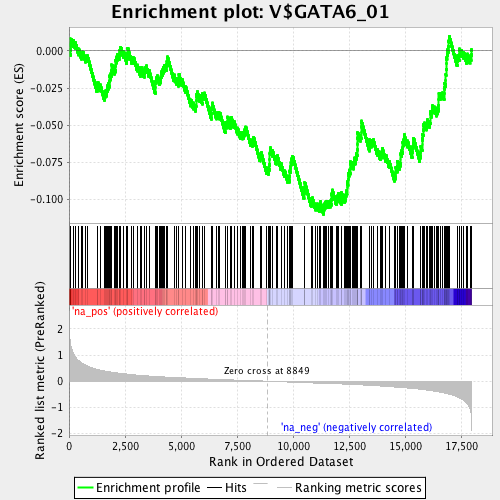 Enrichment plot: V$GATA6_01
Enrichment score (ES)
0.000
-0.025
-0.050
-0.075
-0.100
'na_pos' (positively correlated)
Ranked list metric (PreRanked)
2
1
0
-1
-2
Zero cross at 8849
'na_neg' (negatively correlated)
0
2,500
5,000
7,500
10,000
12,500
15,000
17,500
Rank in Ordered Dataset
Enrichment profile
Hits
Ranking metric scores